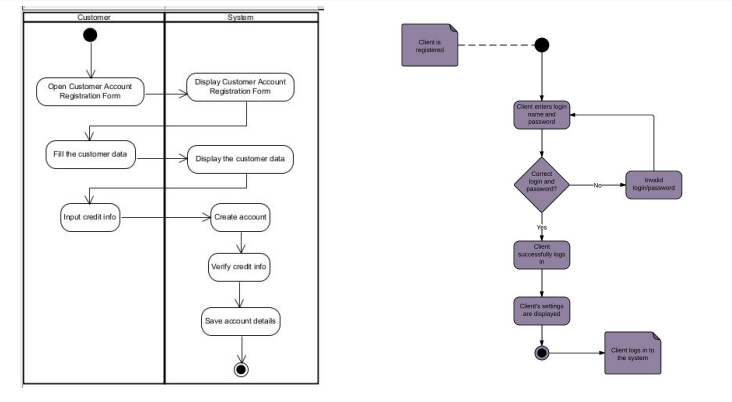 Customer
System
Open Customer Account
Registration Form
Display Customer Account
Registration Form
Fill the customer data
Display the customer data
Input credit info
Create account
Verify credit info
Save account details
Client is
registered
Client enters login
name and
password
Correct
login and
password?
No
Invalid
login/password
Yes
Client
successfully logs
in
Client's settings
are displayed
Client logs in to
the system